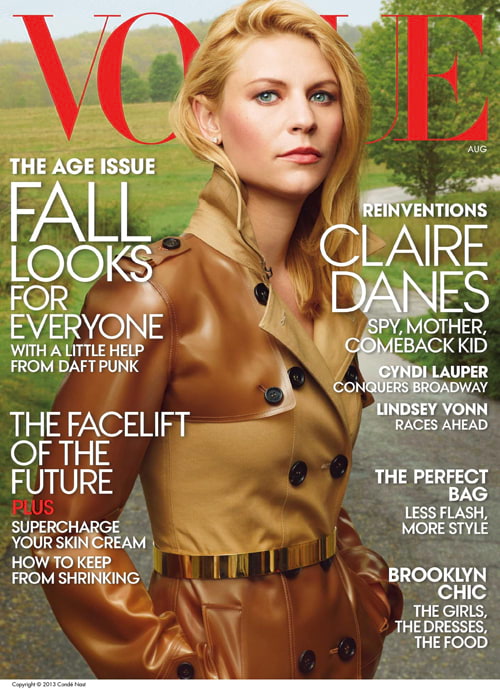 VOGUE
AUG
THE AGE ISSUE
FALL
LOOKS
FOR
EVERYONE
WITH A LITTLE HELP
FROM DAFT PUNK
THE FACELIFT
OF THE
FUTURE
PLUS
SUPERCHARGE
YOUR SKIN CREAM
HOW TO KEEP
FROM SHRINKING
REINVENTIONS
CLAIRE
DANES
SPY, MOTHER,
COMEBACK KID
CYNDI LAUPER
CONQUERS BROADWAY
LINDSEY VONN
RACES AHEAD
THE PERFECT
BAG
LESS FLASH,
MORE STYLE
BROOKLYN
CHIC
THE GIRLS,
THE DRESSES,
THE FOOD
Copyright © 2013 Condé Nast